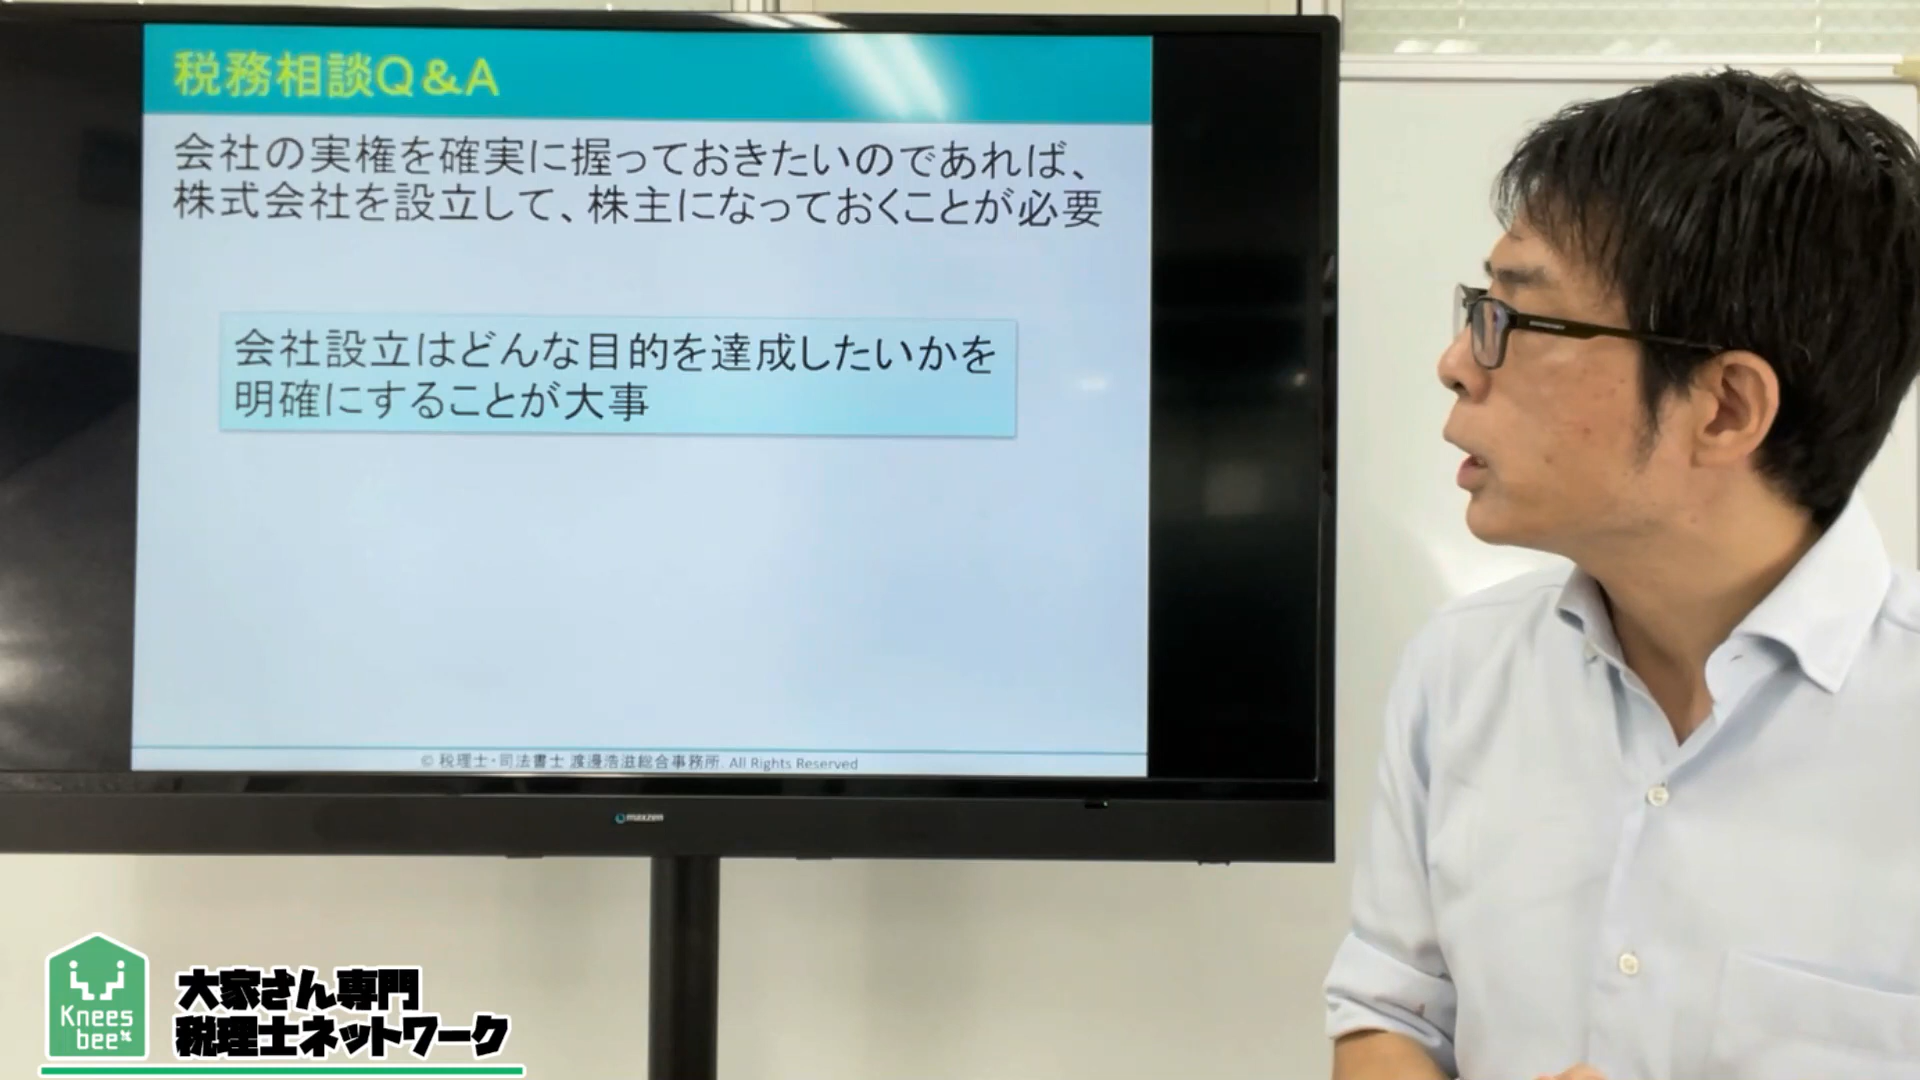 税務相談Q&A
会社の実権を確実に握っておきたいのであれば、
株式会社を設立して、株主になっておくことが必要
会社設立はどんな目的を達成したいかを
明確にすることが大事
© 税理士・司法書士 渡邊浩滋総合事務所. All Rights Reserved
maxzen
Knees
bee
大家さん専門
税理士ネットワーク